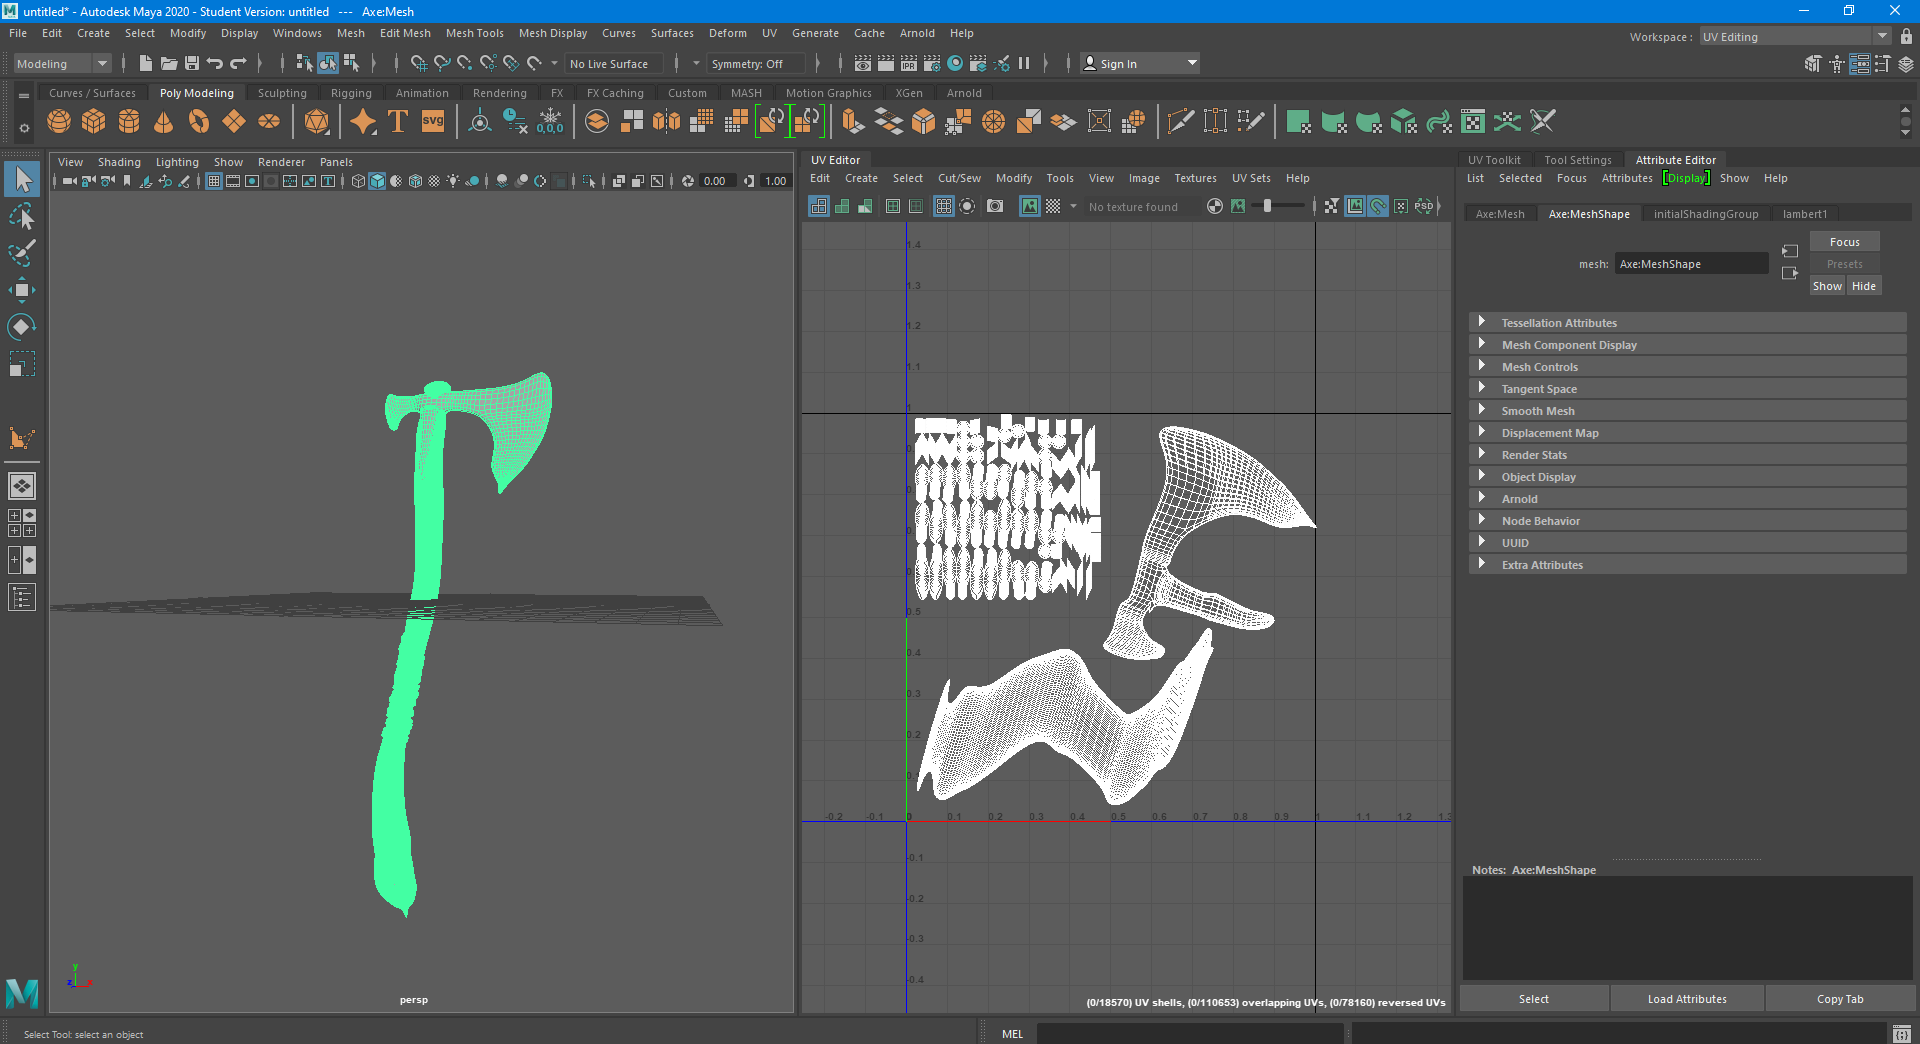 untitled* - Autodesk Maya 2020 - Student Version: untitled   ---   Axe:Mesh
File Edit Create Select Modify Display Windows Mesh Edit Mesh Mesh Tools Mesh Display Curves Surfaces Deform UV Generate Cache Arnold Help
Workspace : UV Editing
Modeling No Live Surface Symmetry: Off IPR Sign In
Curves / Surfaces Poly Modeling Sculpting Rigging Animation Rendering FX FX Caching Custom MASH Motion Graphics XGen Arnold
T SVG 0,0,0
View Shading Lighting Show Renderer Panels
0.00 1.00
persp
UV Editor
Edit Create Select Cut/Sew Modify Tools View Image Textures UV Sets Help
No texture found PSD
1.4
1.3
1.2
1.1
1
0.5
0.4
0.3
0.2
-0.2 -0.1 0 0.1 0.2 0.3 0.4 0.5 0.6 0.7 0.8 0.9 1 1.1 1.2 1.3
-0.1
-0.2
-0.3
-0.4
(0/18570) UV shells, (0/110653) overlapping UVs, (0/78160) reversed UVs
UV Toolkit Tool Settings Attribute Editor
List Selected Focus Attributes Display Show Help
Axe:Mesh Axe:MeshShape initialShadingGroup lambert1
Focus
mesh: Axe:MeshShape
Presets
Show Hide
Tessellation Attributes
Mesh Component Display
Mesh Controls
Tangent Space
Smooth Mesh
Displacement Map
Render Stats
Object Display
Arnold
Node Behavior
UUID
Extra Attributes
Notes: Axe:MeshShape
Select Load Attributes Copy Tab
Select Tool: select an object
MEL